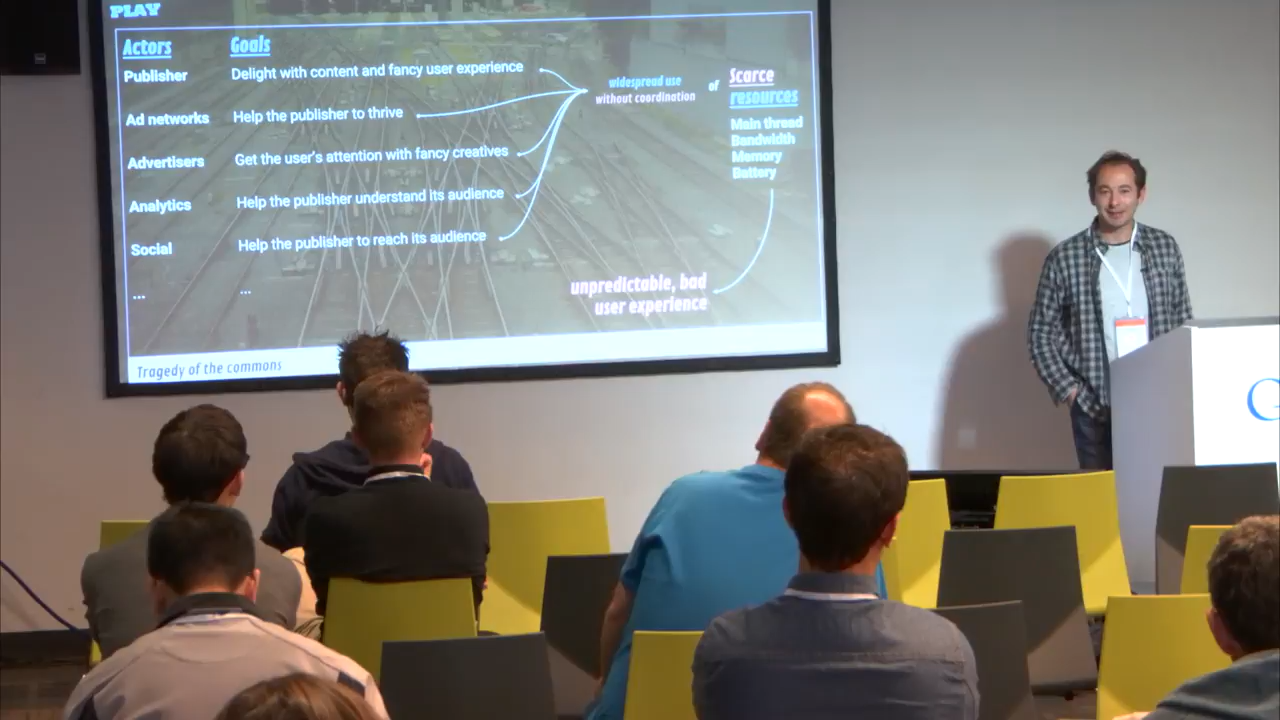 PLAY
Actors Goals
Publisher Delight with content and fancy user experience
Ad networks Help the publisher to thrive
Advertisers Get the user's attention with fancy creatives
Analytics Help the publisher understand its audience
Social Help the publisher to reach its audience
... ...
widespread use
without coordination
of
Scarce
resources
Main thread
Bandwidth
Memory
Battery
unpredictable, bad
user experience
Tragedy of the commons
G